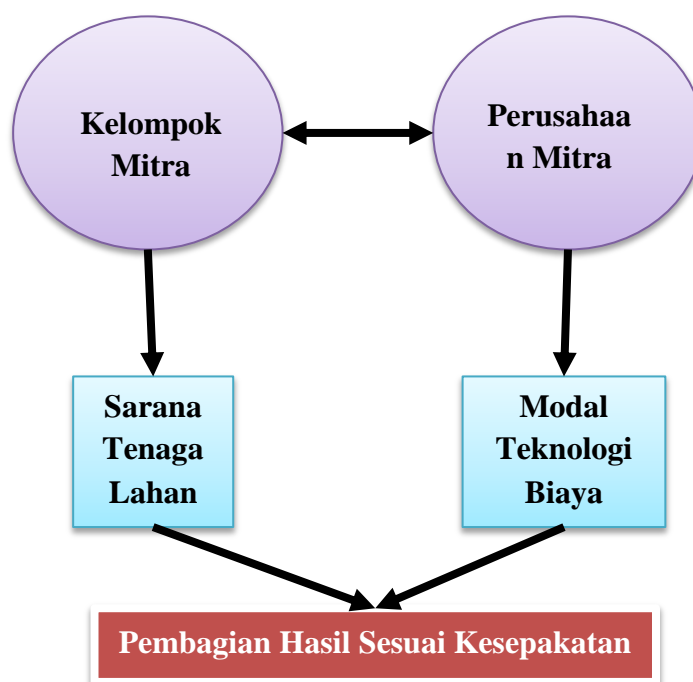 Kelompok
Mitra
Perusahaa
n Mitra
Sarana
Tenaga
Lahan
Modal
Teknologi
Biaya
Pembagian Hasil Sesuai Kesepakatan